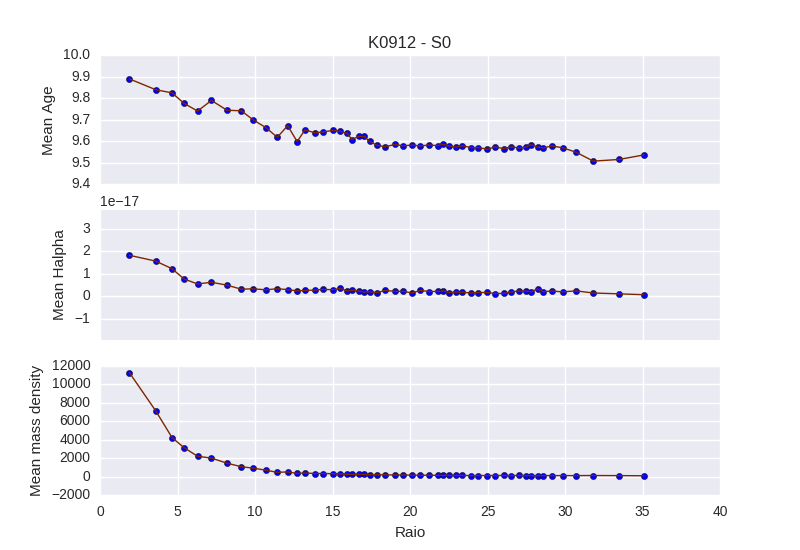 K0912 - S0
10.0
9.9
9.8
9.7
9.6
9.5
9.4
Mean Age
1e−17
3
2
1
0
−1
Mean Halpha
12000
10000
8000
6000
4000
2000
0
−2000
Mean mass density
0 5 10 15 20 25 30 35 40
Raio